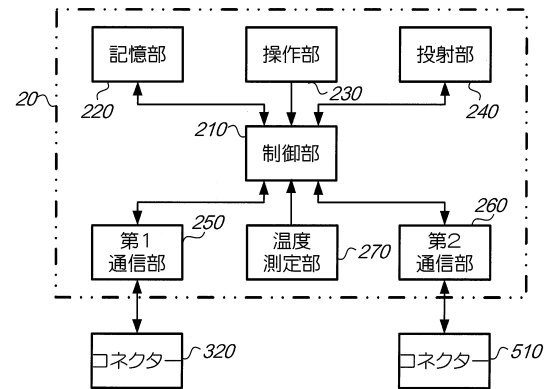 記憶部
操作部
投射部
20
220
230
240
210
制御部
第1
通信部
250
温度
測定部
270
第2
通信部
260
コネクター
320
コネクター
510